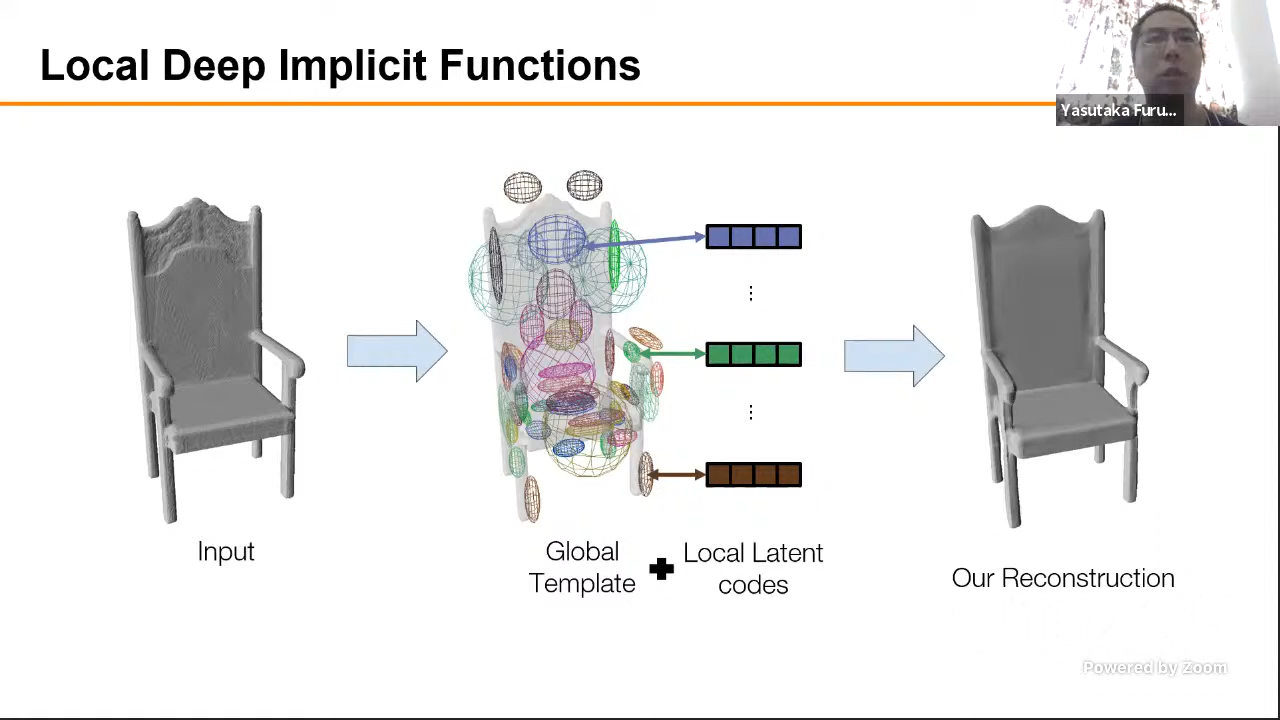 Local Deep Implicit Functions
Yasutaka Furu...
Input
Global
Template
Local Latent
codes
Our Reconstruction
Powered by Zoom